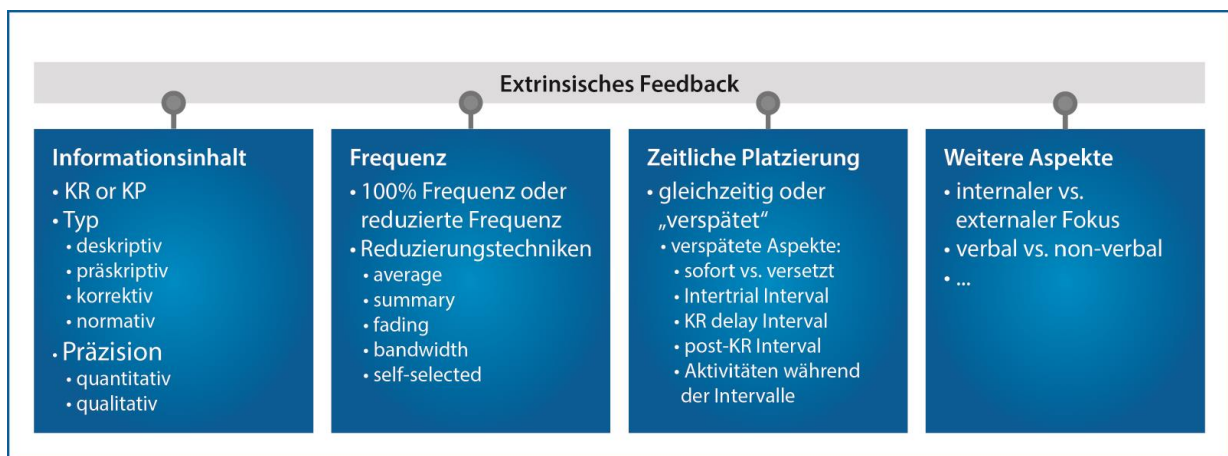 Extrinsisches Feedback
Informationsinhalt
• KR or KP
• Typ
• deskriptiv
• präskriptiv
• korrektiv
• normativ
• Präzision
• quantitativ
• qualitativ
Frequenz
• 100% Frequenz oder
reduzierte Frequenz
• Reduzierungstechniken
• average
• summary
• fading
• bandwidth
• self-selected
Zeitliche Platzierung
• gleichzeitig oder
„verspätet“
• verspätete Aspekte:
• sofort vs. versetzt
• Intertrial Interval
• KR delay Interval
• post-KR Interval
• Aktivitäten während
der Intervalle
Weitere Aspekte
• internaler vs.
externaler Fokus
• verbal vs. non-verbal
• ...